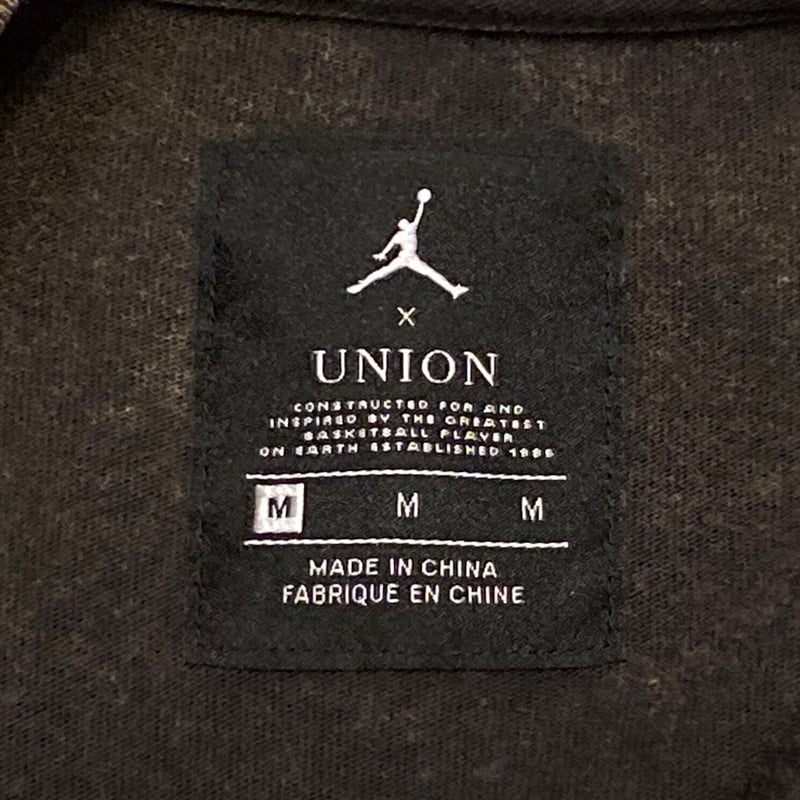 X
UNION
CONSTRUCTED FOR AND
INSPIRED BY THE GREATEST
BASKETBALL PLAYER
ON EARTH ESTABLISHED 1985
M M M
MADE IN CHINA
FABRIQUE EN CHINE